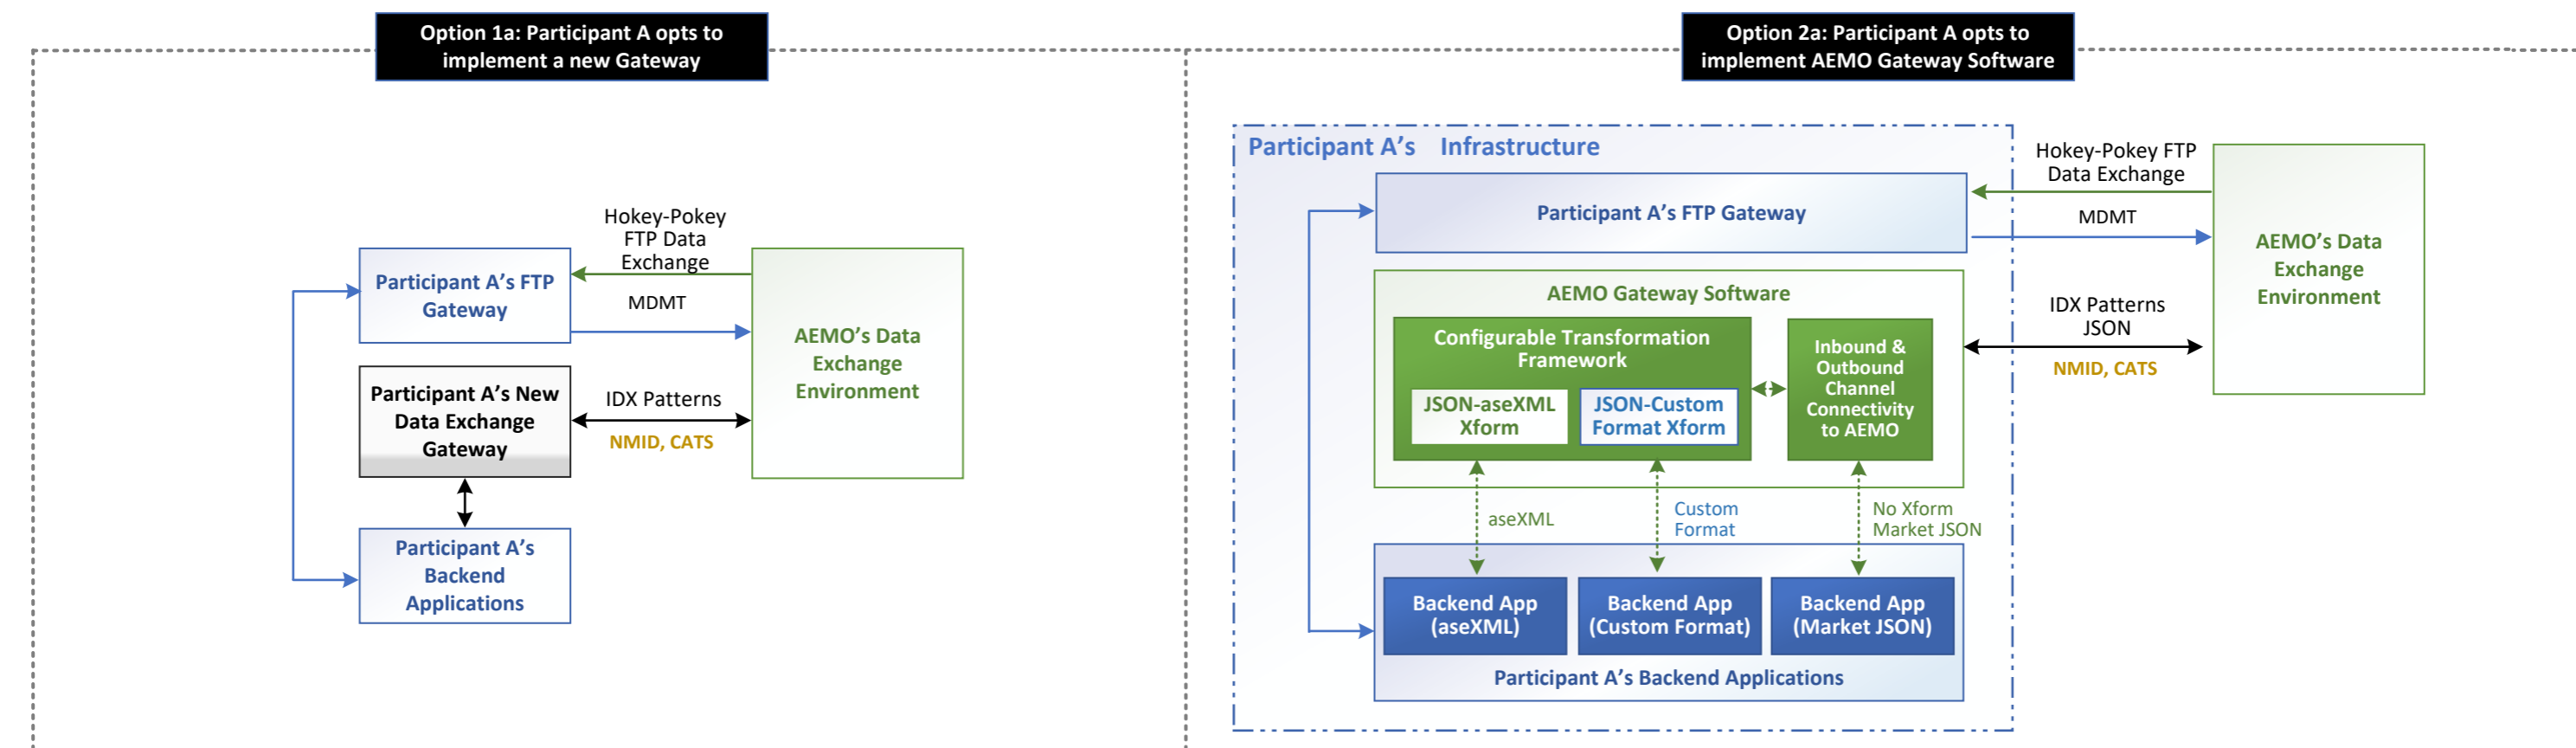 Option 1a: Participant A opts to
implement a new Gateway
Hokey-Pokey
FTP Data
Exchange
MDMT
Participant A's FTP
Gateway
AEMO's Data
Exchange
Environment
Participant A's New
Data Exchange
Gateway
IDX Patterns
NMID, CATS
Participant A's
Backend
Applications
Option 2a: Participant A opts to
implement AEMO Gateway Software
Participant A's Infrastructure
Participant A's FTP Gateway
Hokey-Pokey FTP
Data Exchange
MDMT
AEMO's Data
Exchange
Environment
AEMO Gateway Software
Configurable Transformation
Framework
JSON-aseXML
Xform
JSON-Custom
Format Xform
Inbound &
Outbound
Channel
Connectivity
to AEMO
IDX Patterns
JSON
NMID, CATS
aseXML
Custom
Format
No Xform
Market JSON
Backend App
(aseXML)
Backend App
(Custom Format)
Backend App
(Market JSON)
Participant A's Backend Applications